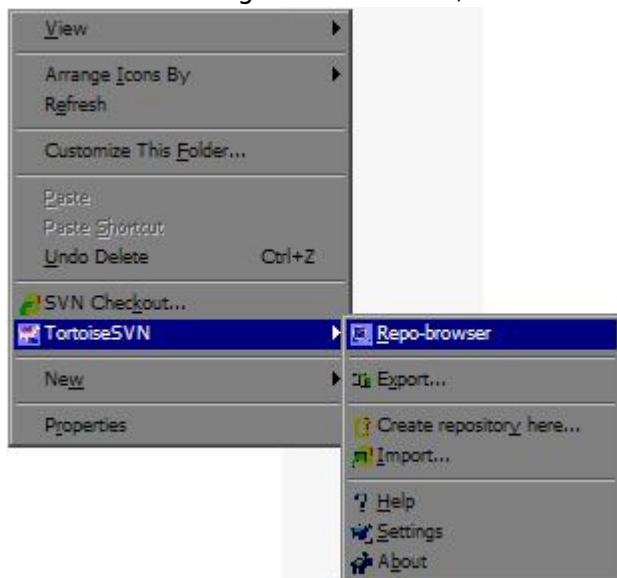 View
Arrange Icons By
Refresh
Customize This Folder...
Paste
Paste Shortcut
Undo Delete Ctrl+Z
SVN Checkout...
TortoiseSVN
New
Properties
Repo-browser
Export...
Create repository here...
Import...
Help
Settings
About